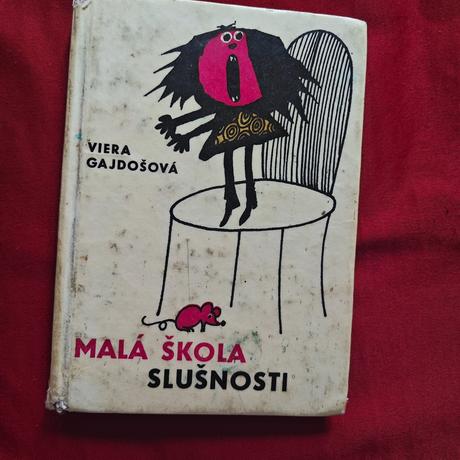 VIERA
GAJDOŠOVÁ
MALÁ ŠKOLA
SLUŠNOSTI